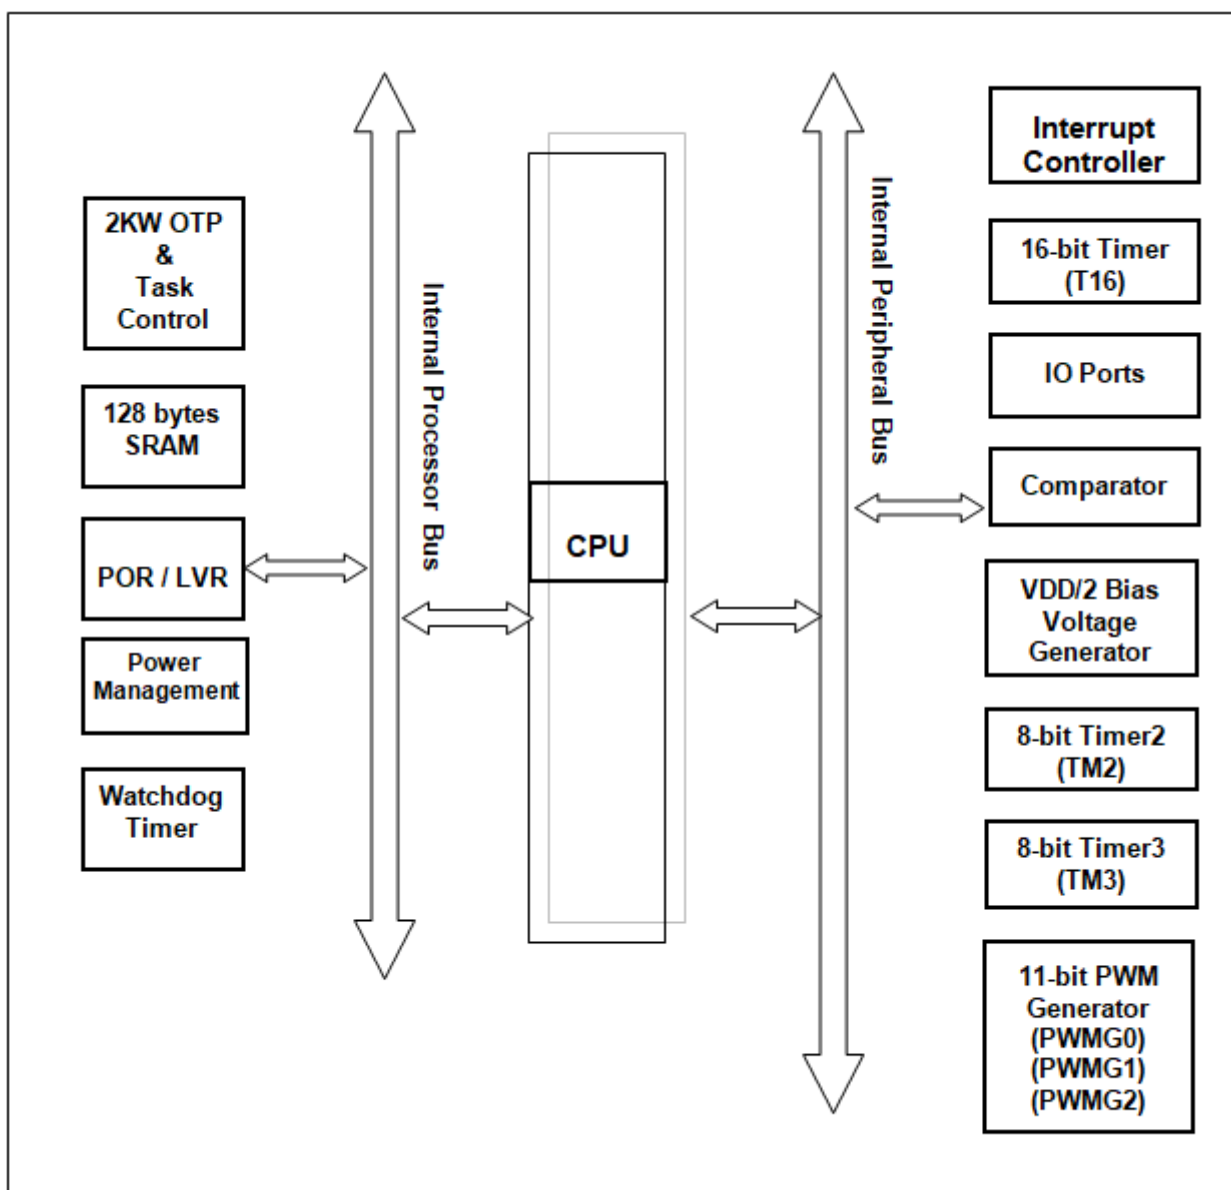 2KW OTP
&
Task
Control
128 bytes
SRAM
POR / LVR
Power
Management
Watchdog
Timer
Internal Processor Bus
CPU
Internal Peripheral Bus
Interrupt
Controller
16-bit Timer
(T16)
IO Ports
Comparator
VDD/2 Bias
Voltage
Generator
8-bit Timer2
(TM2)
8-bit Timer3
(TM3)
11-bit PWM
Generator
(PWMG0)
(PWMG1)
(PWMG2)